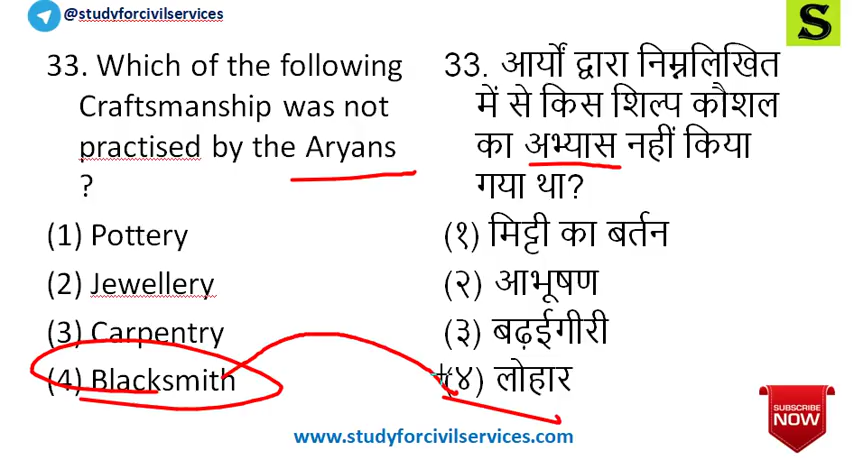 @studyforcivilservices
S
33. Which of the following
Craftsmanship was not
practised by the Aryans
?
(1) Pottery
(2) Jewellery
(3) Carpentry
(4) Blacksmith
33. आर्यों द्वारा निम्नलिखित
में से किस शिल्प कौशल
का अभ्यास नहीं किया
गया था?
(१) मिट्टी का बर्तन
(२) आभूषण
(३) बढ़ईगीरी
(४) लोहार
SUBSCRIBE
NOW
www.studyforcivilservices.com